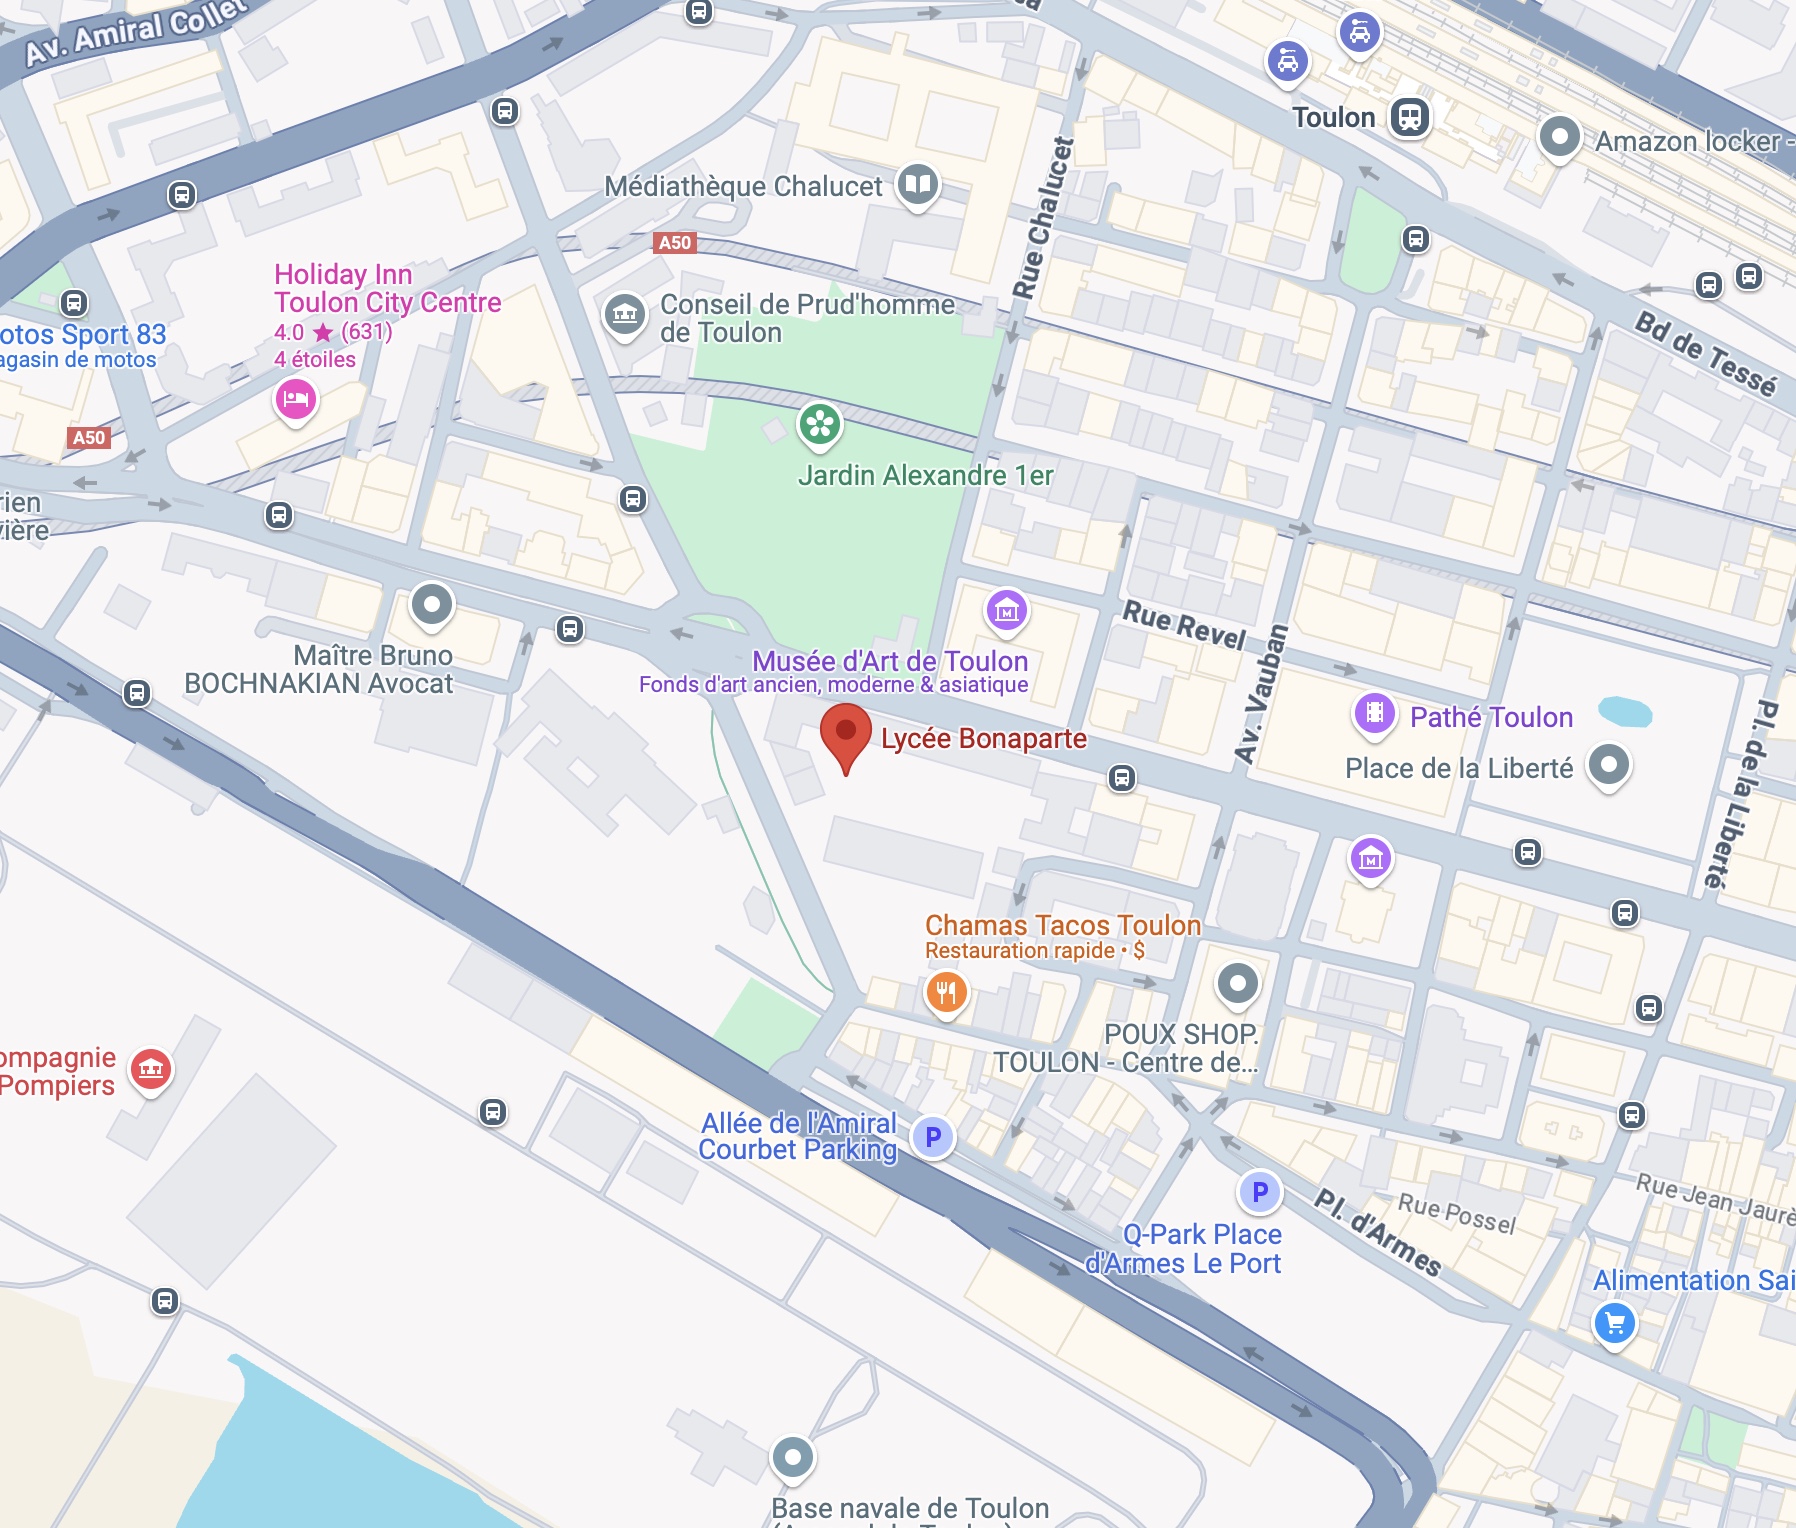 Av. Amiral Collet
Toulon
Amazon locker -
Médiathèque Chalucet
Rue Chalucet
A50
Holiday Inn
Toulon City Centre
4.0 ★ (631)
4 étoiles
Conseil de Prud'homme
de Toulon
otos Sport 83
agasin de motos
Bd de Tessé
A50
Jardin Alexandre 1er
rien
vière
Rue Revel
Av. Vauban
Maître Bruno
BOCHNAKIAN Avocat
Musée d'Art de Toulon
Fonds d'art ancien, moderne & asiatique
Lycée Bonaparte
Pathé Toulon
Place de la Liberté
Pl. de la Liberté
Chamas Tacos Toulon
Restauration rapide • $
POUX SHOP.
TOULON - Centre de...
ompagnie
Pompiers
Allée de l'Amiral
Courbet Parking
P
P
Q-Park Place
d'Armes Le Port
Pl. d'Armes
Rue Possel
Rue Jean Jaurè
Alimentation Sai
Base navale de Toulon